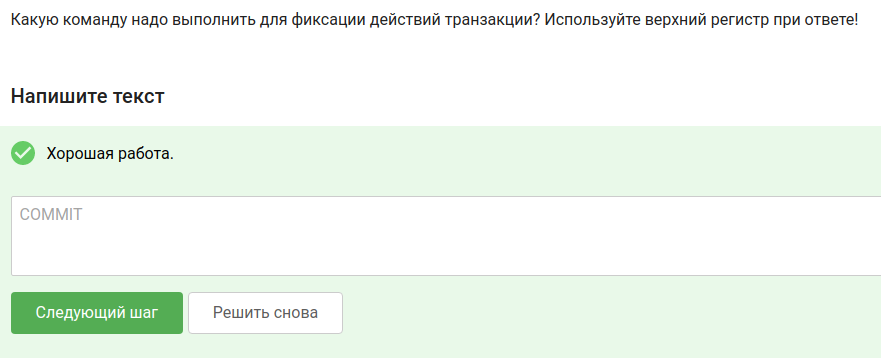 Какую команду надо выполнить для фиксации действий транзакции? Используйте верхний регистр при ответе!
Напишите текст
Хорошая работа.
COMMIT
Следующий шаг
Решить снова